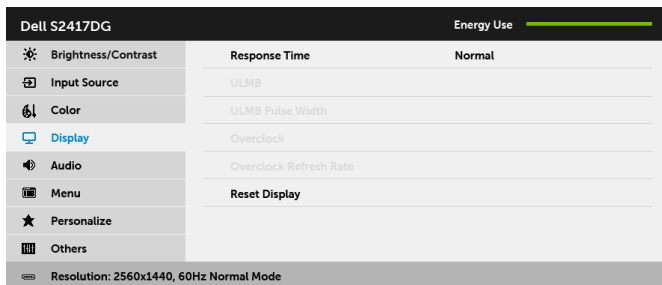 Dell S2417DG Energy Use
Brightness/Contrast Response Time Normal
Input Source ULMB
Color ULMB Pulse Width
Display Overclock
Audio Overclock Refresh Rate
Menu Reset Display
Personalize
Others
Resolution: 2560x1440, 60Hz Normal Mode